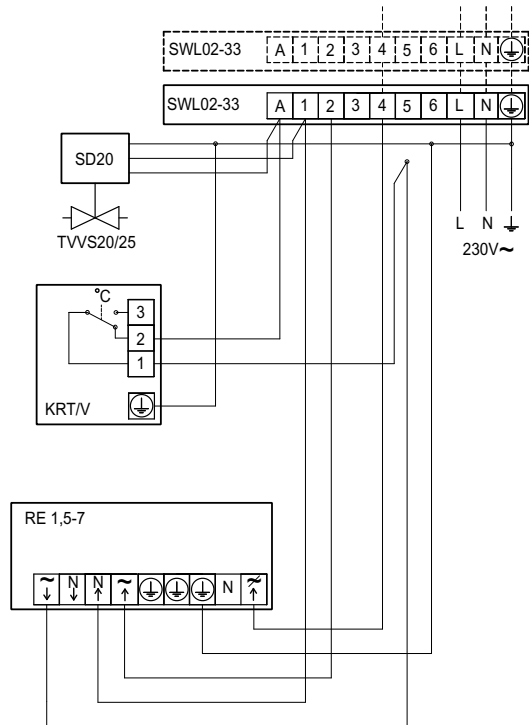 SWL02-33 A 1 2 3 4 5 6 L N
SWL02-33 A 1 2 3 4 5 6 L N
SD20
TVVS20/25
L N
230V~
°C
3
2
1
KRT/V
RE 1,5-7
~ N N ~ N ~